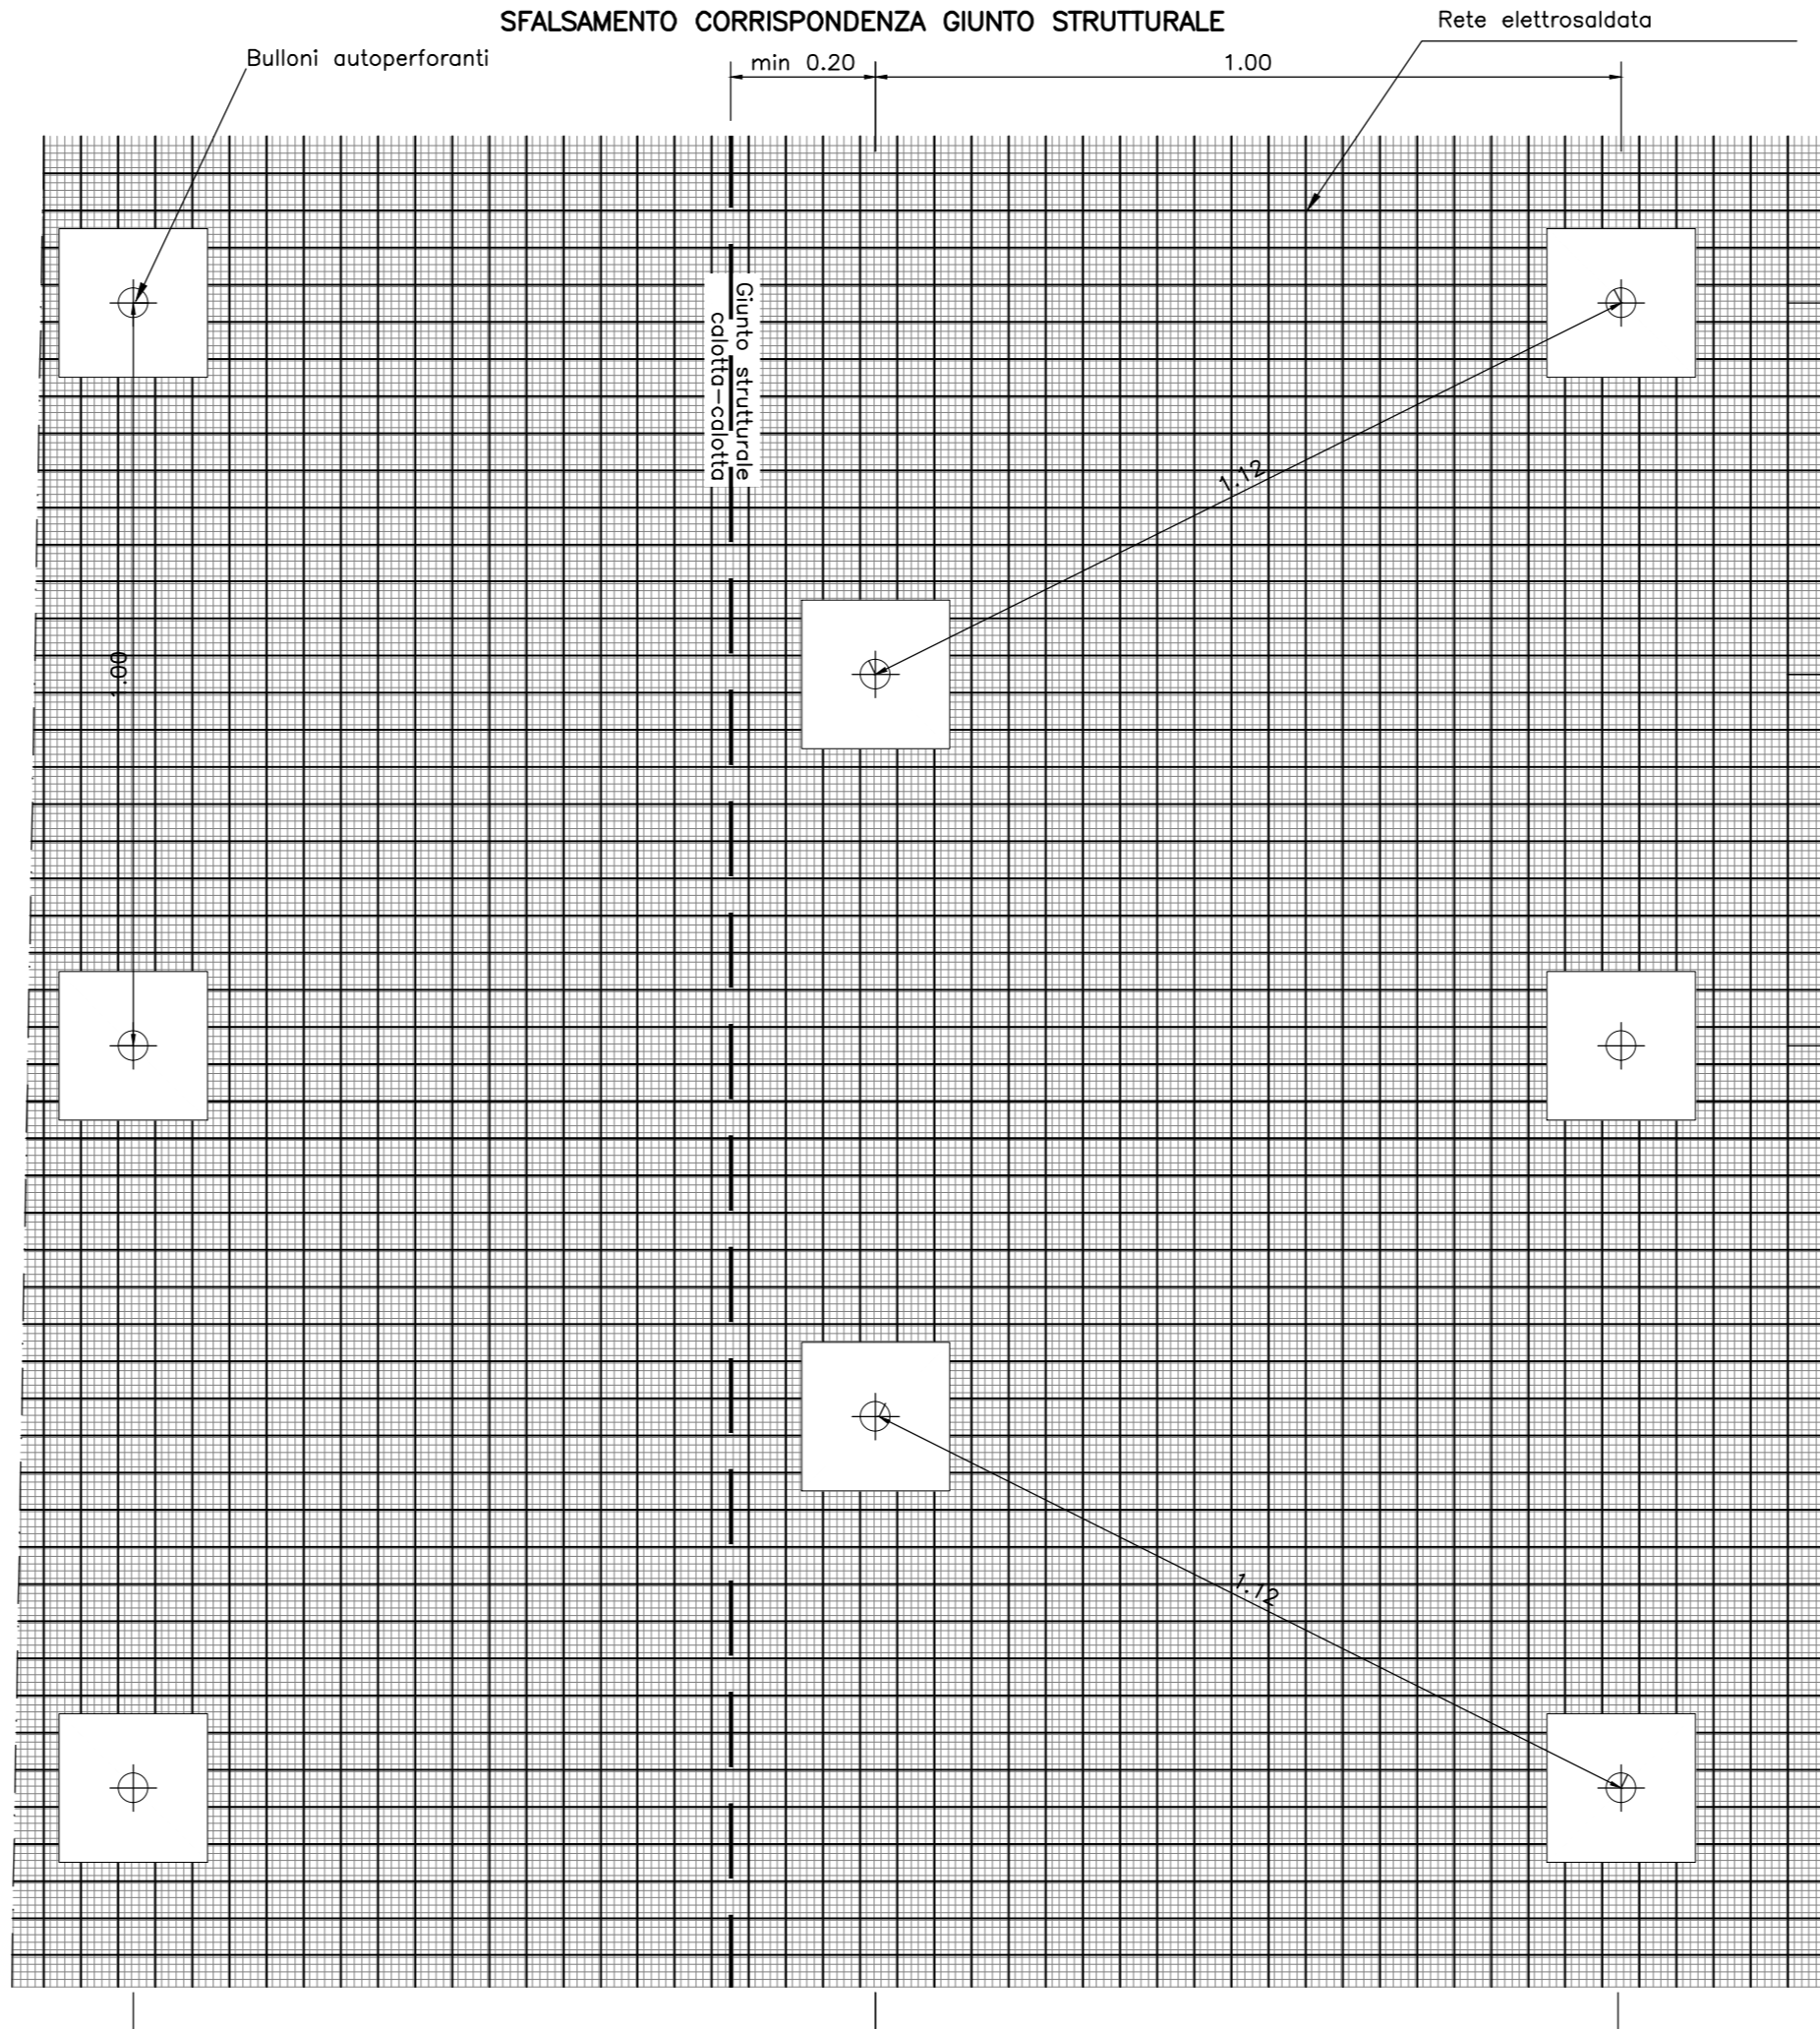 SFALSAMENTO CORRISPONDENZA GIUNTO STRUTTURALE
Rete elettrosaldata
Bulloni autoperforanti
min 0.20
1.00
Giunto strutturale
calotta-calotta
1.12
1.00
1.12